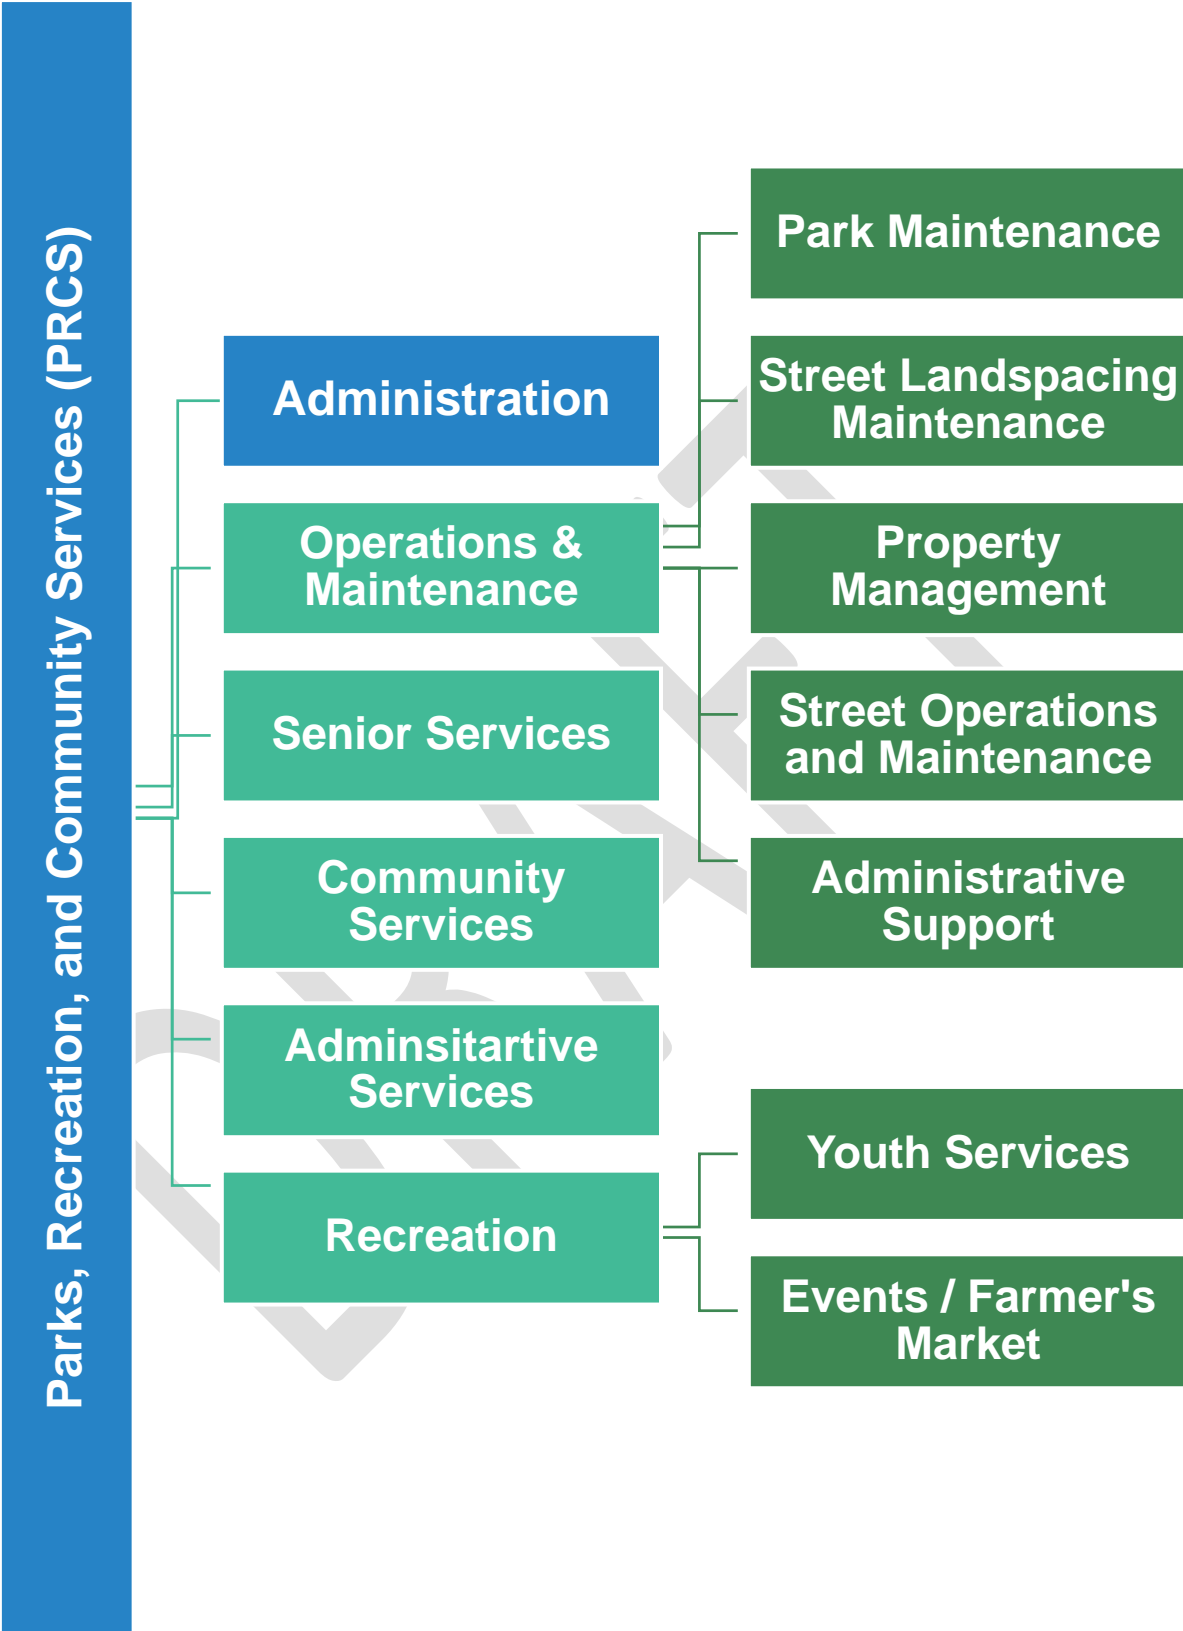 Parks, Recreation, and Community Services (PRCS)
Administration
Operations &
Maintenance
Senior Services
Community
Services
Adminsitartive
Services
Recreation
Park Maintenance
Street Landspacing
Maintenance
Property
Management
Street Operations
and Maintenance
Administrative
Support
Youth Services
Events / Farmer's
Market